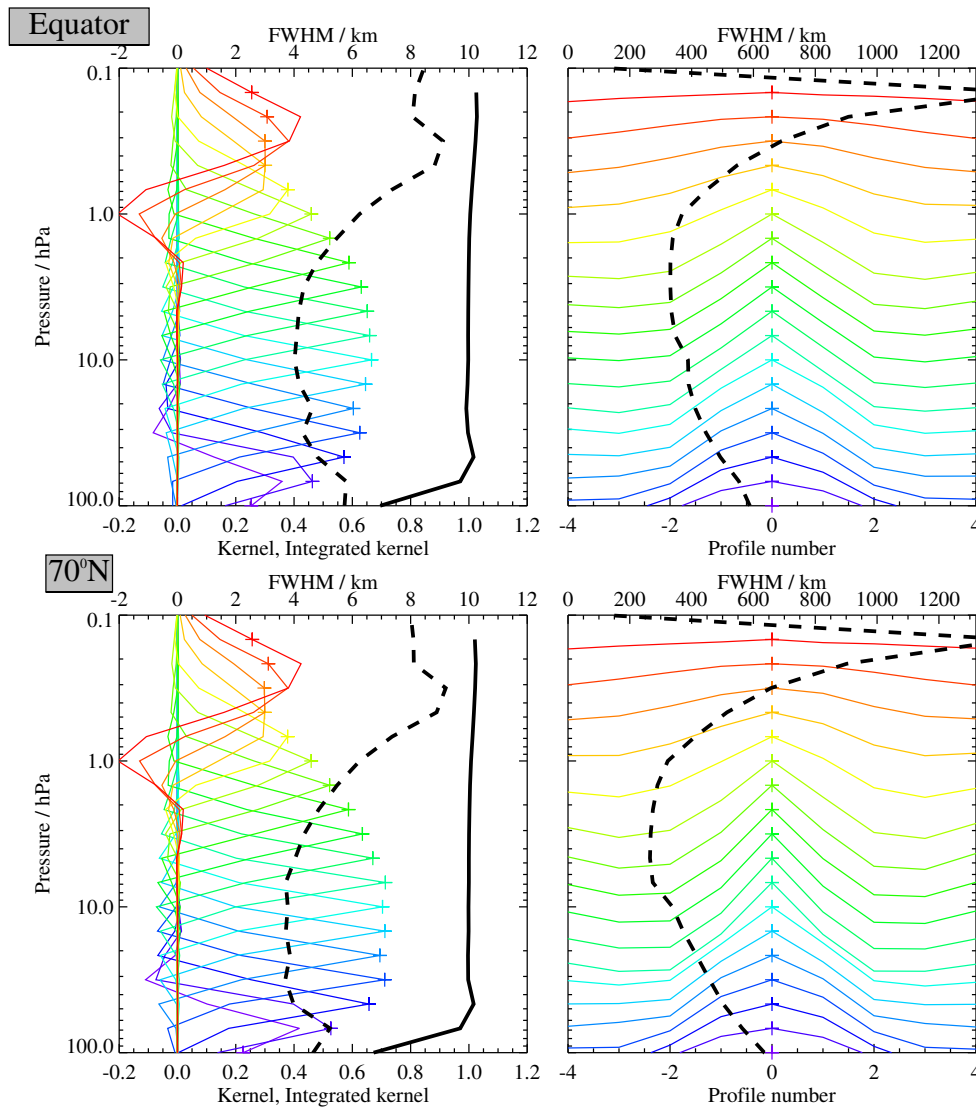 Equator
FWHM / km
FWHM / km
-2 0 2 4 6 8 10 12
0 200 400 600 800 1000 1200
0.1
1.0
10.0
100.0
Pressure / hPa
-0.2 0.0 0.2 0.4 0.6 0.8 1.0 1.2
-4 -2 0 2 4
Kernel, Integrated kernel
Profile number
70⁰N
FWHM / km
FWHM / km
-2 0 2 4 6 8 10 12
0 200 400 600 800 1000 1200
0.1
1.0
10.0
100.0
Pressure / hPa
-0.2 0.0 0.2 0.4 0.6 0.8 1.0 1.2
-4 -2 0 2 4
Kernel, Integrated kernel
Profile number